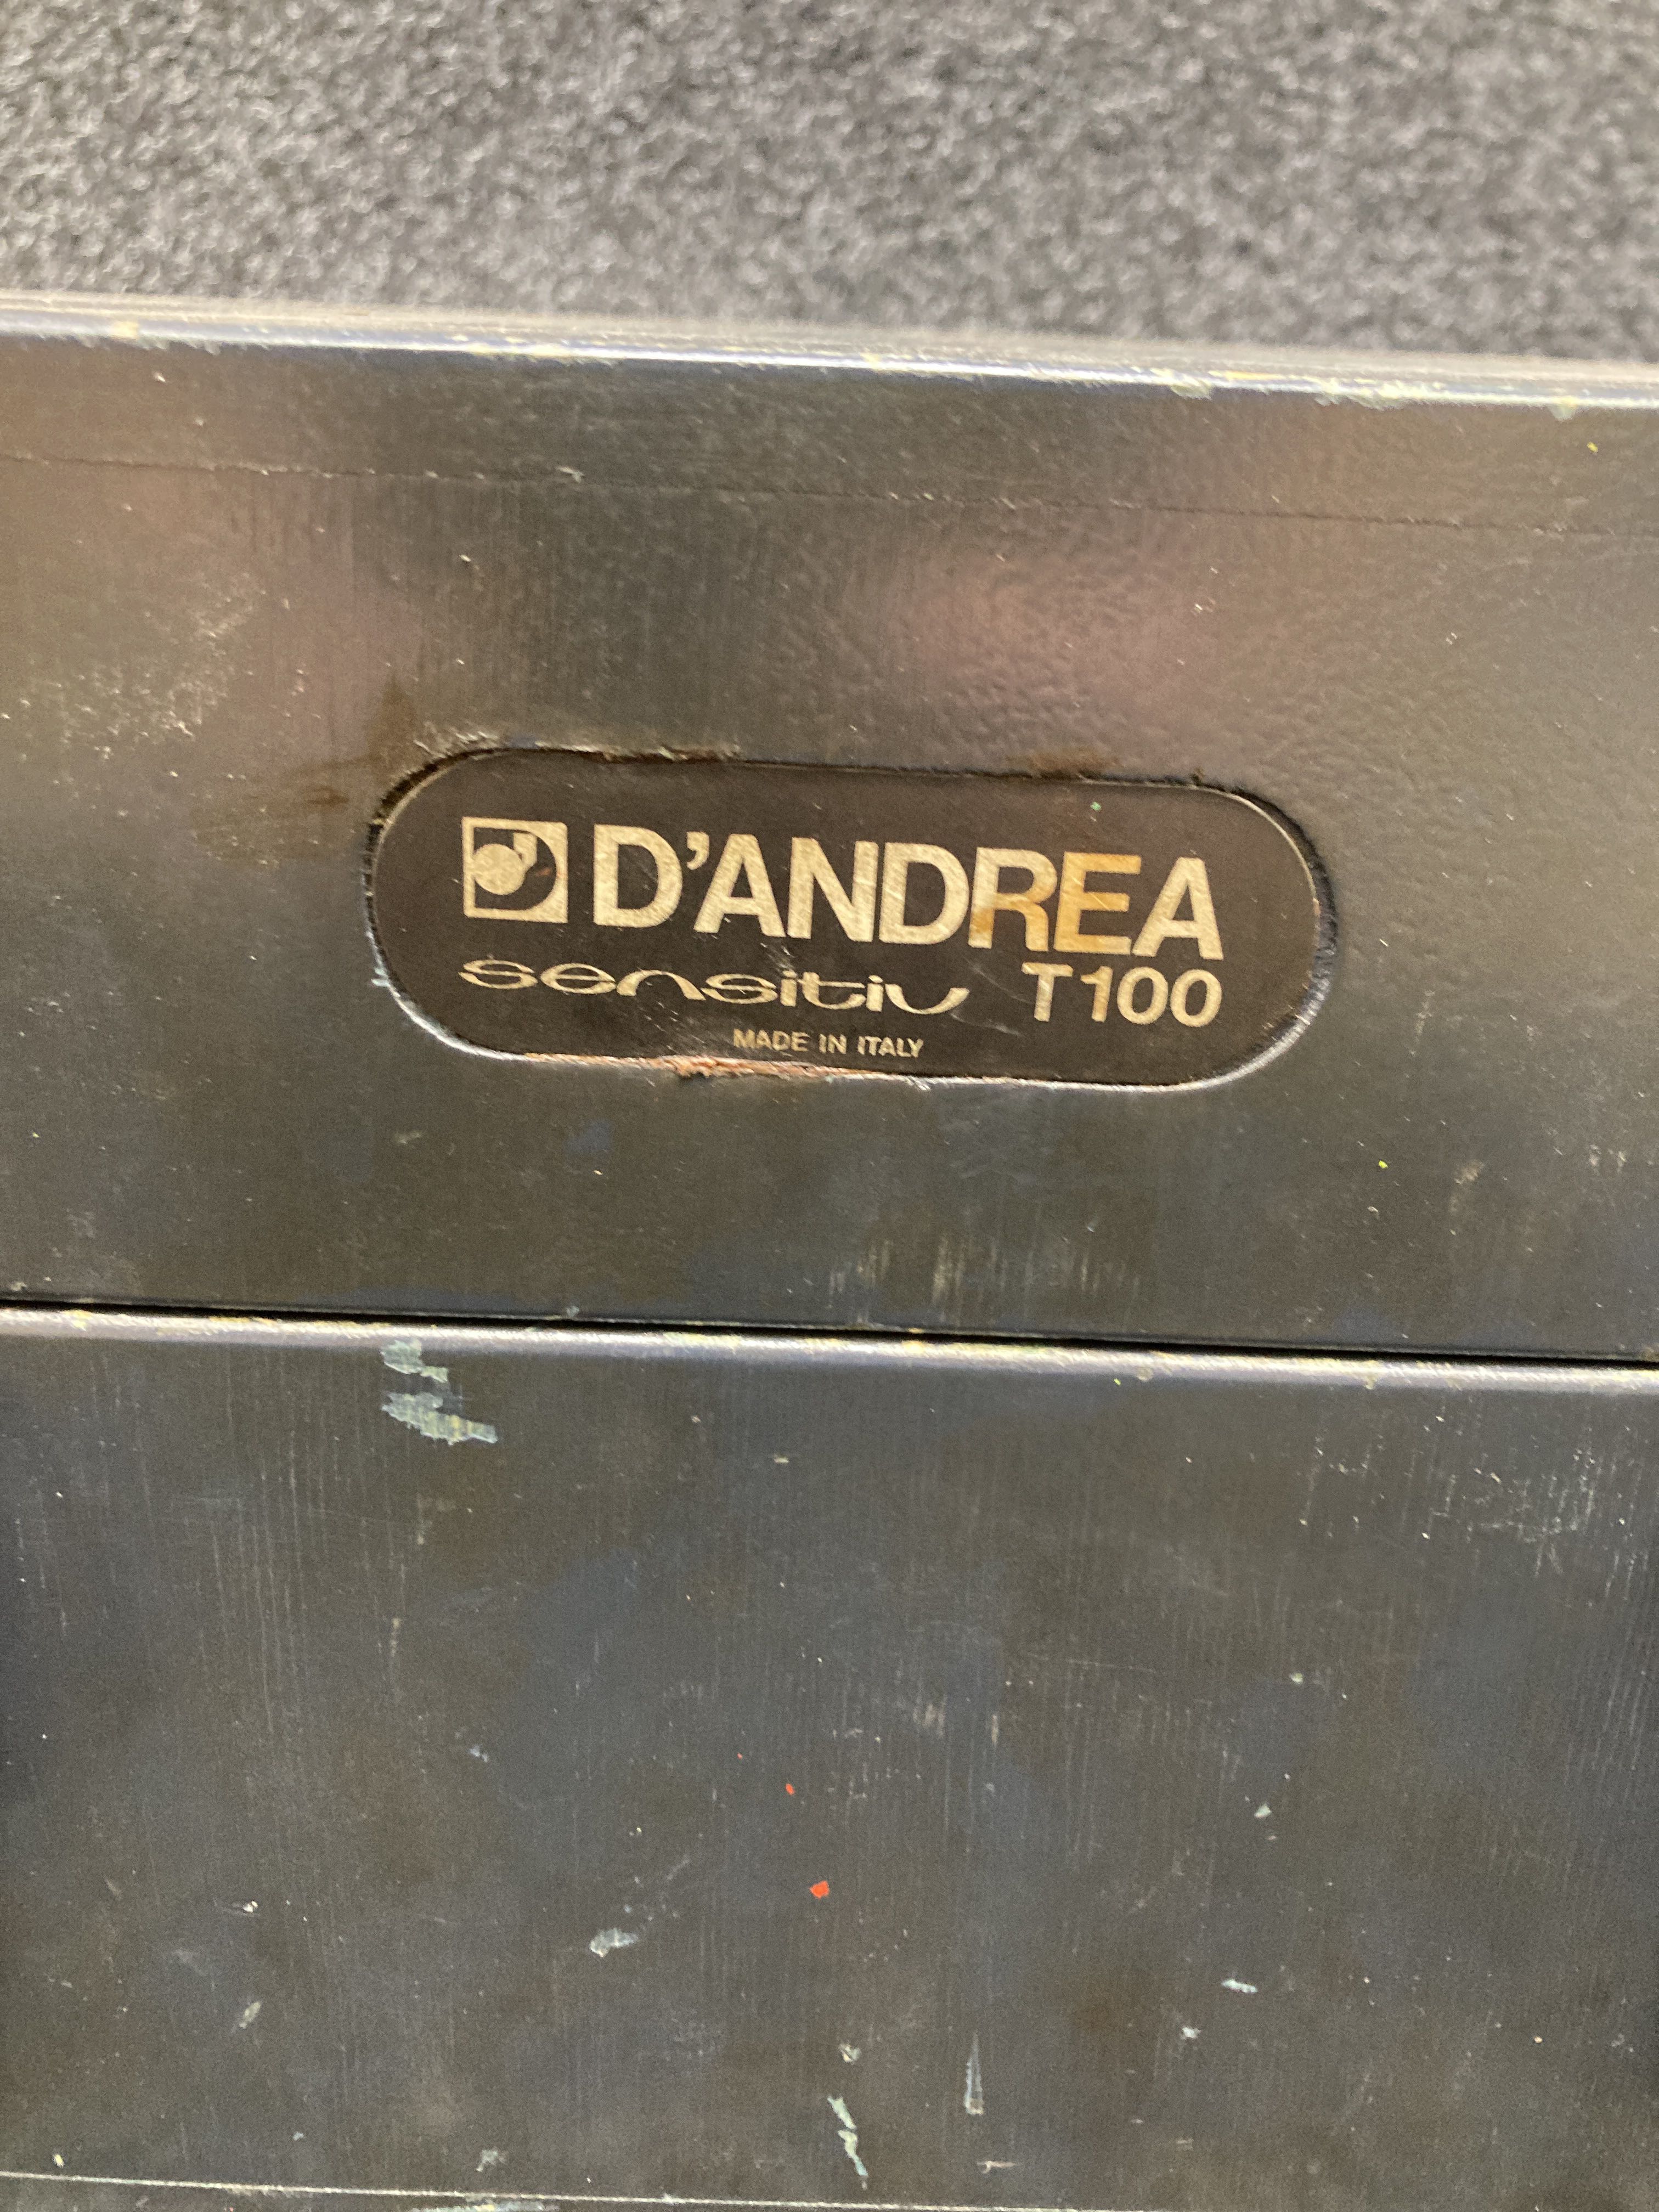 D'ANDREA
sensitiv T100
MADE IN ITALY